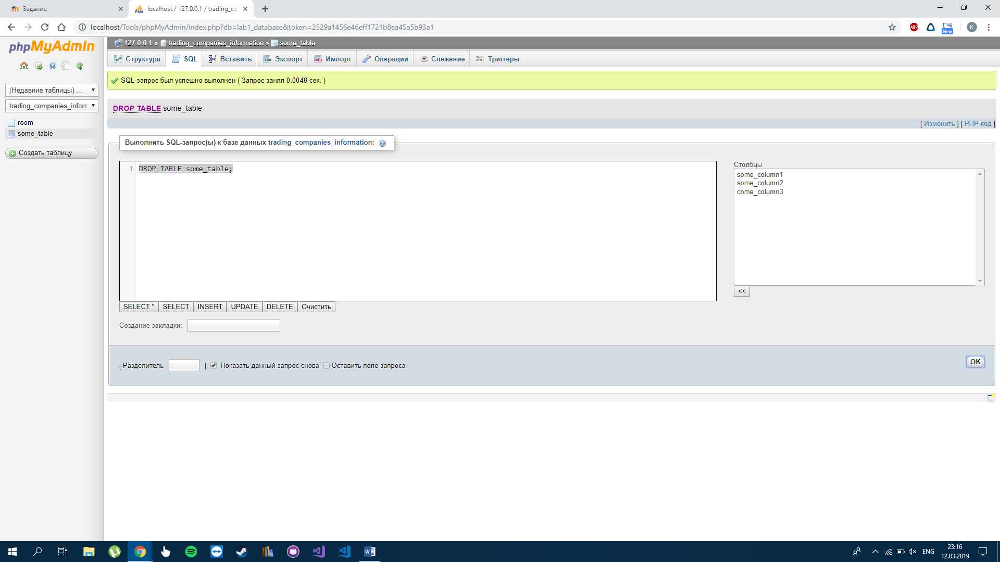 Задание
localhost / 127.0.0.1 / trading_co
localhost/Tools/phpMyAdmin/index.php?db=lab1_database&token=2529a1456e46eff1721b8ea45a5b93a1
ABP
New
K
phpMyAdmin
127.0.0.1 » trading_companies_information » some_table
Структура
SQL
Вставить
Экспорт
Импорт
Операции
Слежение
Триггеры
(Недавние таблицы) ...
trading_companies_inforn
room
some_table
Создать таблицу
SQL-запрос был успешно выполнен ( Запрос занял 0.0048 сек. )
DROP TABLE some_table
[ Изменить ] [ PHP-код ]
Выполнить SQL-запрос(ы) к базе данных trading_companies_information:
1 DROP TABLE some_table;
Столбцы
some_column1
some_column2
come_column3
<<
SELECT * SELECT INSERT UPDATE DELETE Очистить
Создание закладки:
[ Разделитель ; ] Показать данный запрос снова Оставить поле запроса
OK
ENG
23:16
12.03.2019